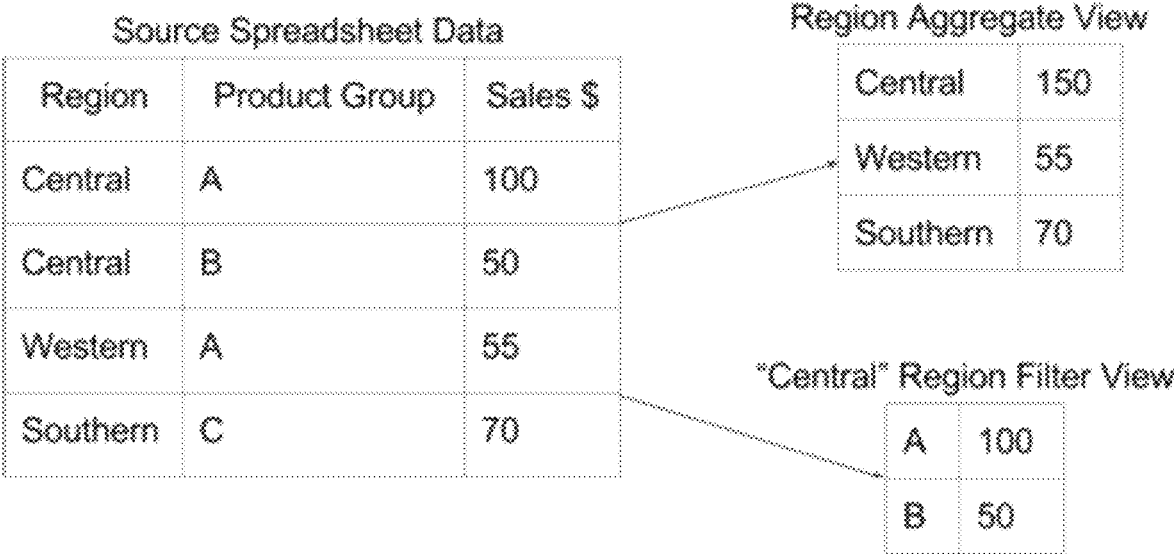 Source Spreadsheet Data
Region Product Group Sales $
Central A 100
Central B 50
Western A 55
Southern C 70
Region Aggregate View
Central 150
Western 55
Southern 70
“Central” Region Filter View
A 100
B 50